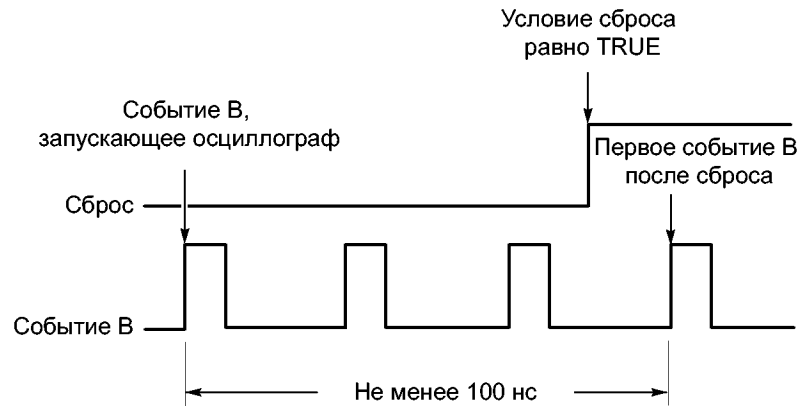 Условие сброса
равно TRUE
Событие В,
запускающее осциллограф
Первое событие В
после сброса
Сброс
Событие В
Не менее 100 нс